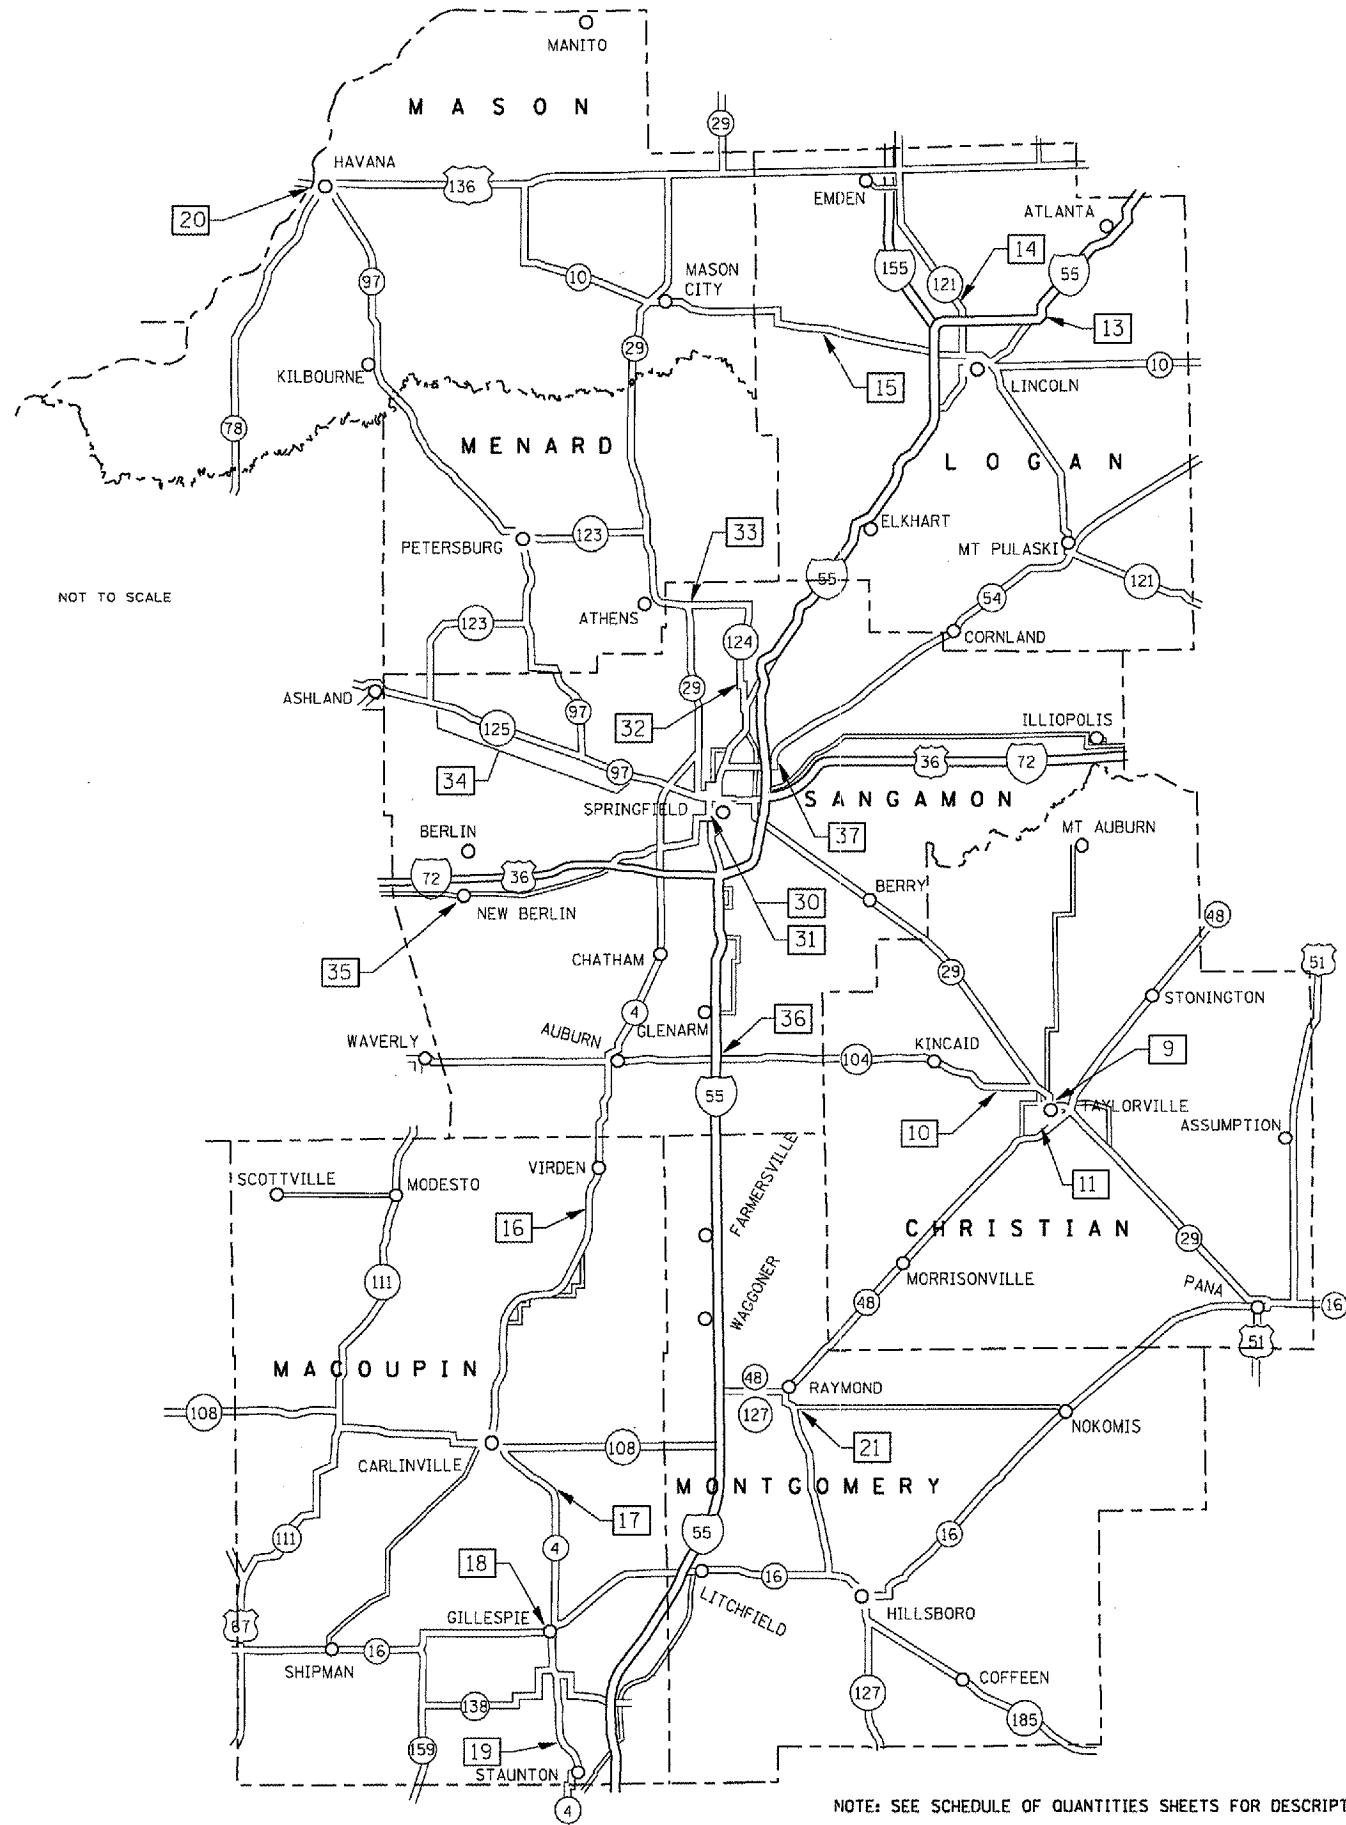 MANITO
MASON
29
HAVANA
136
20
EMDEN
ATLANTA
155
14
55
121
97
10
MASON
CITY
13
29
KILBOURNE
15
10
LINCOLN
78
MENARD
LOGAN
33
ELKHART
123
PETERSBURG
MT PULASKI
55
121
NOT TO SCALE
54
ATHENS
123
124
CORNLAND
29
ASHLAND
97
32
ILLIOPOLIS
125
36
72
34
97
SPRINGFIELD
SANGAMON
BERLIN
37
MT AUBURN
72
36
BERRY
NEW BERLIN
30
48
31
CHATHAM
51
35
29
STONINGTON
4
GLENARM
36
AUBURN
WAVERLY
104
KINCAID
9
55
TAYLORVILLE
ASSUMPTION
10
VIRDEN
SCOTTVILLE
MODESTO
FARMERSVILLE
11
16
CHRISTIAN
29
MORRISONVILLE
111
WAGGONER
PANA
48
16
51
MACOUPIN
48
RAYMOND
108
127
NOKOMIS
108
21
CARLINVILLE
MONTGOMERY
17
55
16
111
4
18
16
LITCHFIELD
GILLESPIE
HILLSBORO
67
16
SHIPMAN
COFFEEN
127
138
185
159
19
STAUNTON
4
NOTE: SEE SCHEDULE OF QUANTITIES SHEETS FOR DESCRIPT